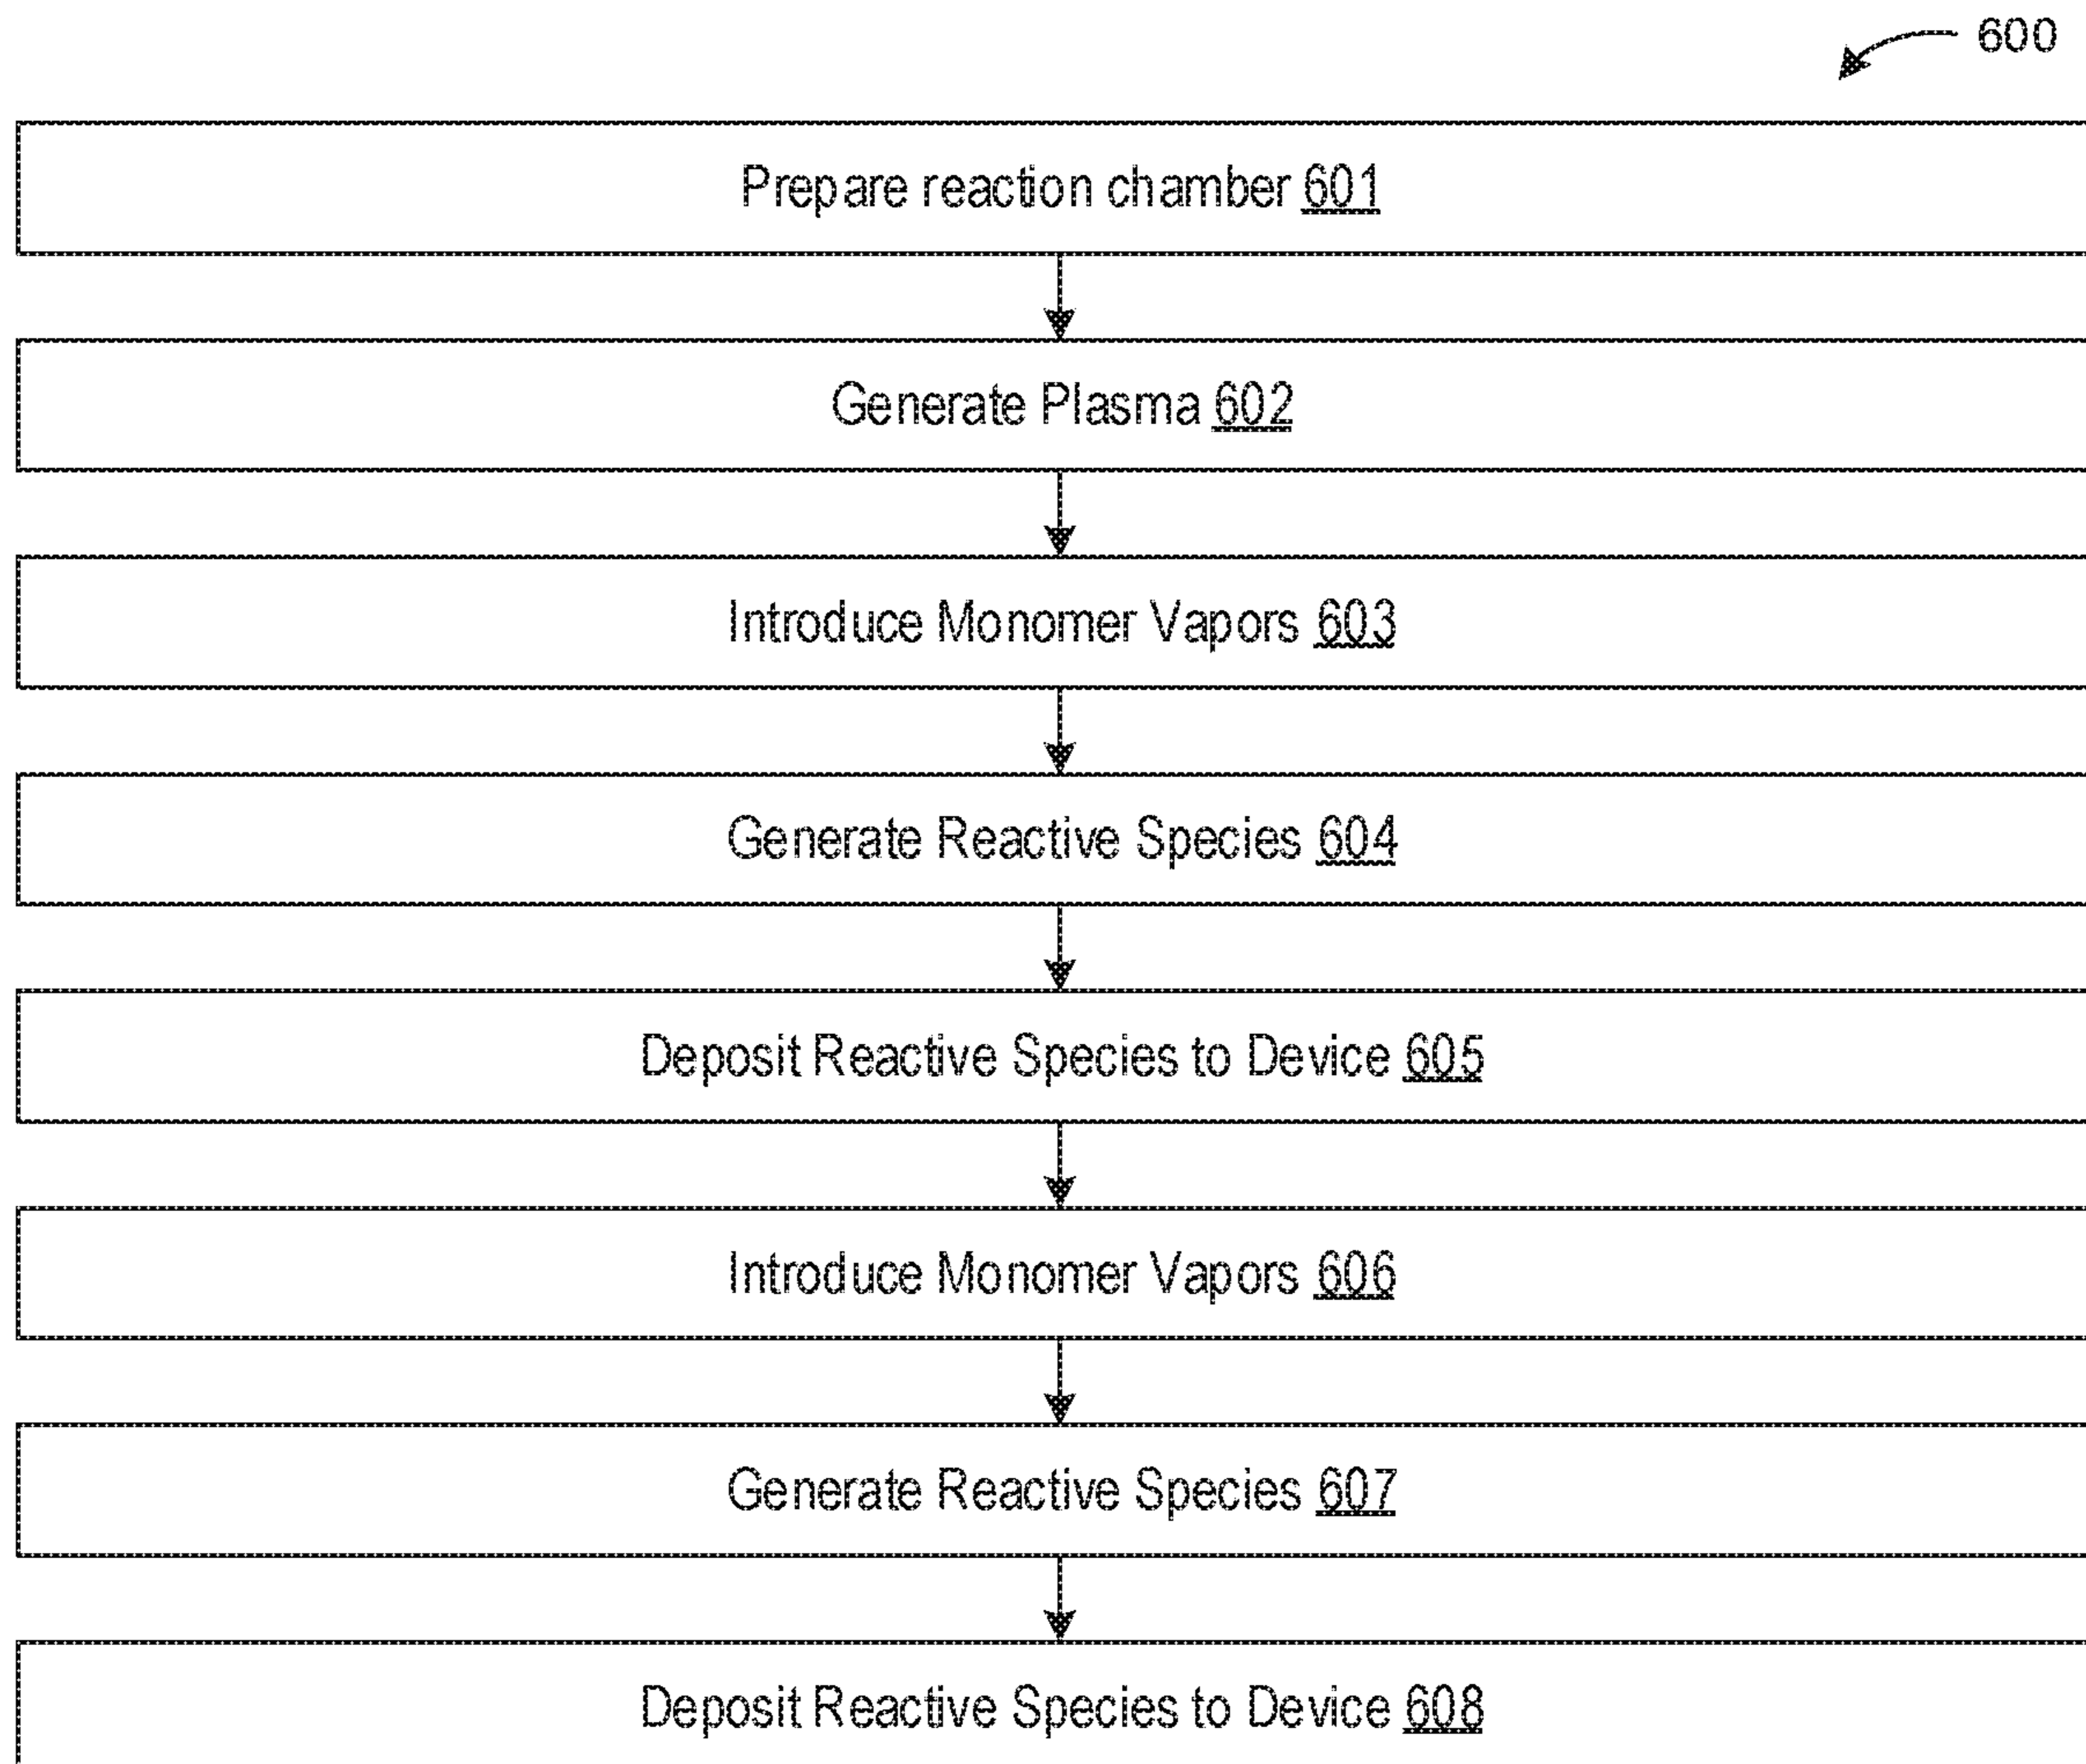 600
Prepare reaction chamber 601
Generate Plasma 602
Introduce Monomer Vapors 603
Generate Reactive Species 604
Deposit Reactive Species to Device 605
Introduce Monomer Vapors 606
Generate Reactive Species 607
Deposit Reactive Species to Device 608